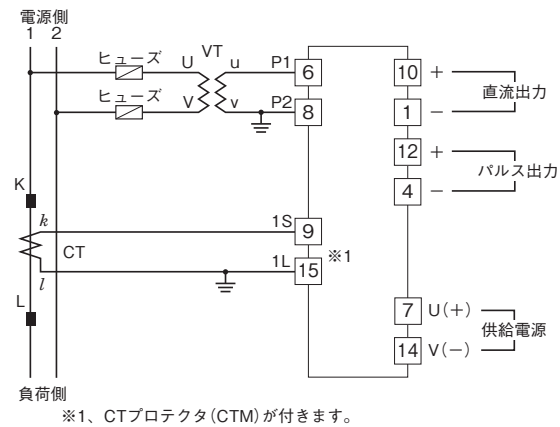 電源側
1 2
ヒューズ U VT u P1 6
ヒューズ V v P2 8
10 + 直流出力
1 −
12 + パルス出力
4 −
K
k 1S 9
CT ※1
l 1L 15
L
7 U(+) 供給電源
14 V(−)
負荷側
※1、CTプロテクタ(CTM)が付きます。